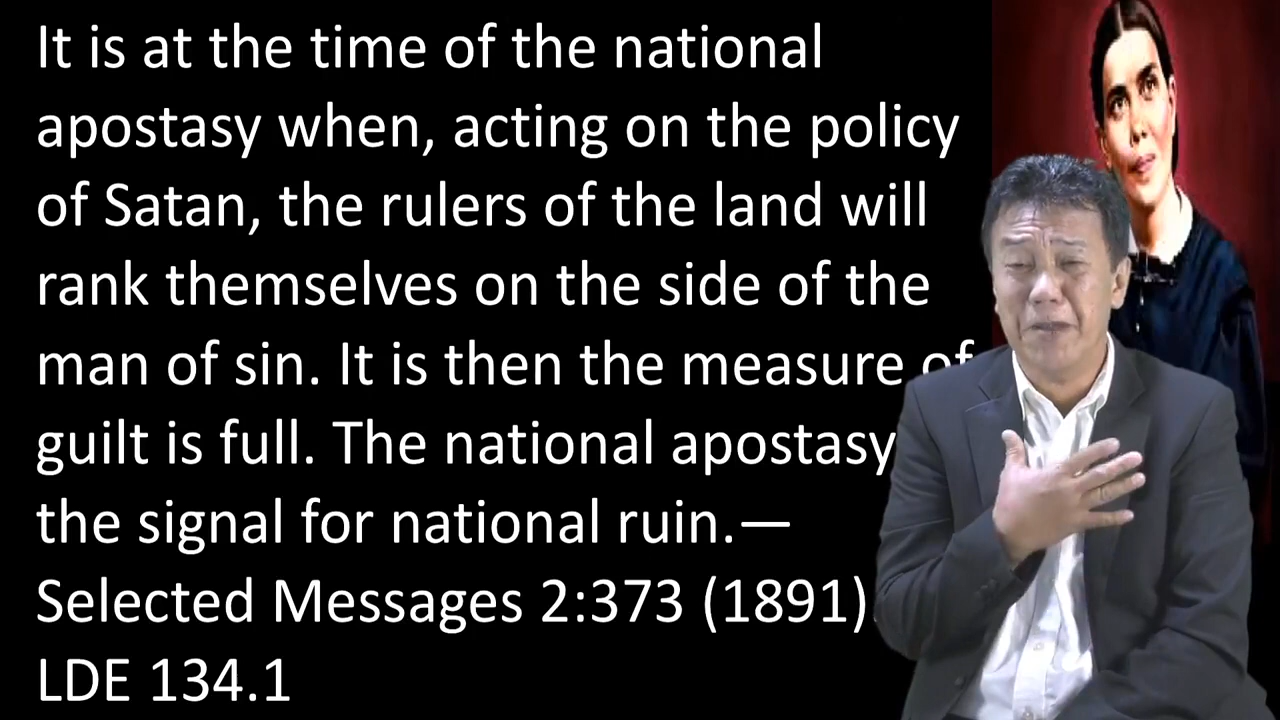 It is at the time of the national
apostasy when, acting on the policy
of Satan, the rulers of the land will
rank themselves on the side of the
man of sin. It is then the measure of
guilt is full. The national apostasy
the signal for national ruin.—
Selected Messages 2:373 (1891)
LDE 134.1